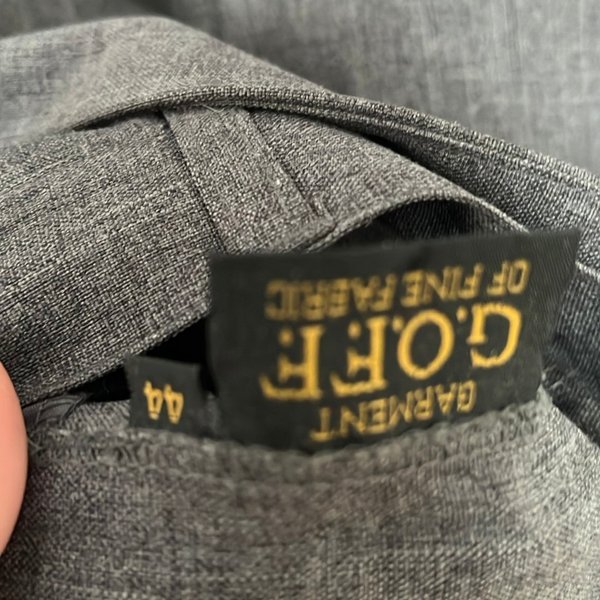 GARMENT
G.O.F.F.
OF FINE FABRIC
44